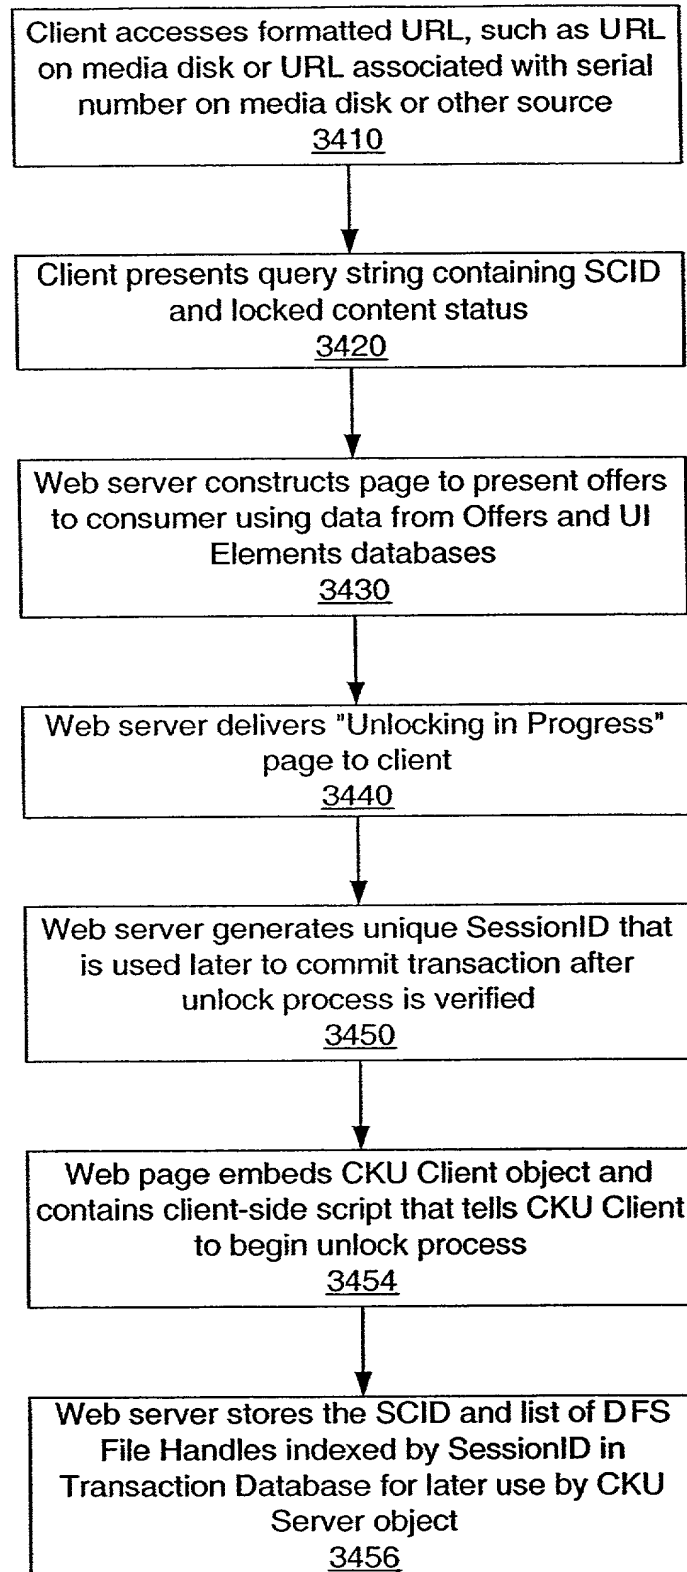 Client accesses formatted URL, such as URL
on media disk or URL associated with serial
number on media disk or other source
3410
Client presents query string containing SCID
and locked content status
3420
Web server constructs page to present offers
to consumer using data from Offers and UI
Elements databases
3430
Web server delivers "Unlocking in Progress"
page to client
3440
Web server generates unique SessionID that
is used later to commit transaction after
unlock process is verified
3450
Web page embeds CKU Client object and
contains client-side script that tells CKU Client
to begin unlock process
3454
Web server stores the SCID and list of DFS
File Handles indexed by SessionID in
Transaction Database for later use by CKU
Server object
3456